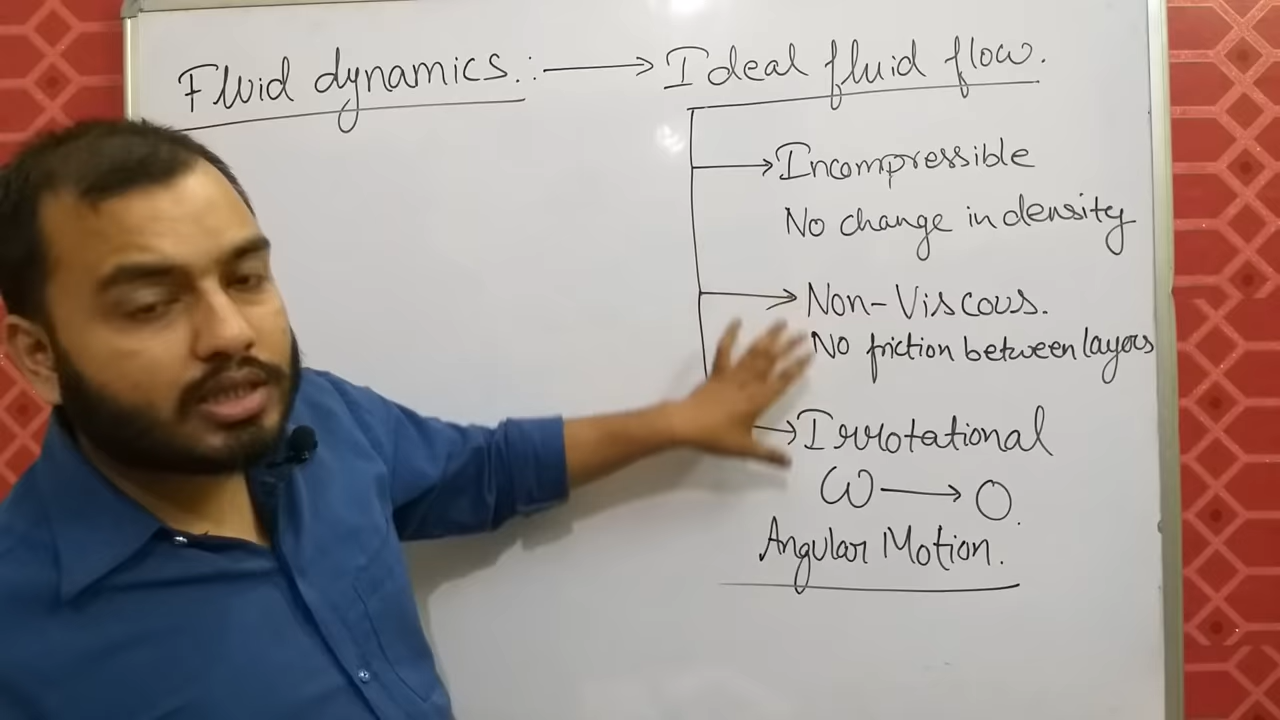 Fluid dynamics.: → Ideal fluid flow.
→ Incompressible
No change in density
→ Non-Viscous.
No friction between layers
→ Irrotational
ω → 0.
Angular Motion.